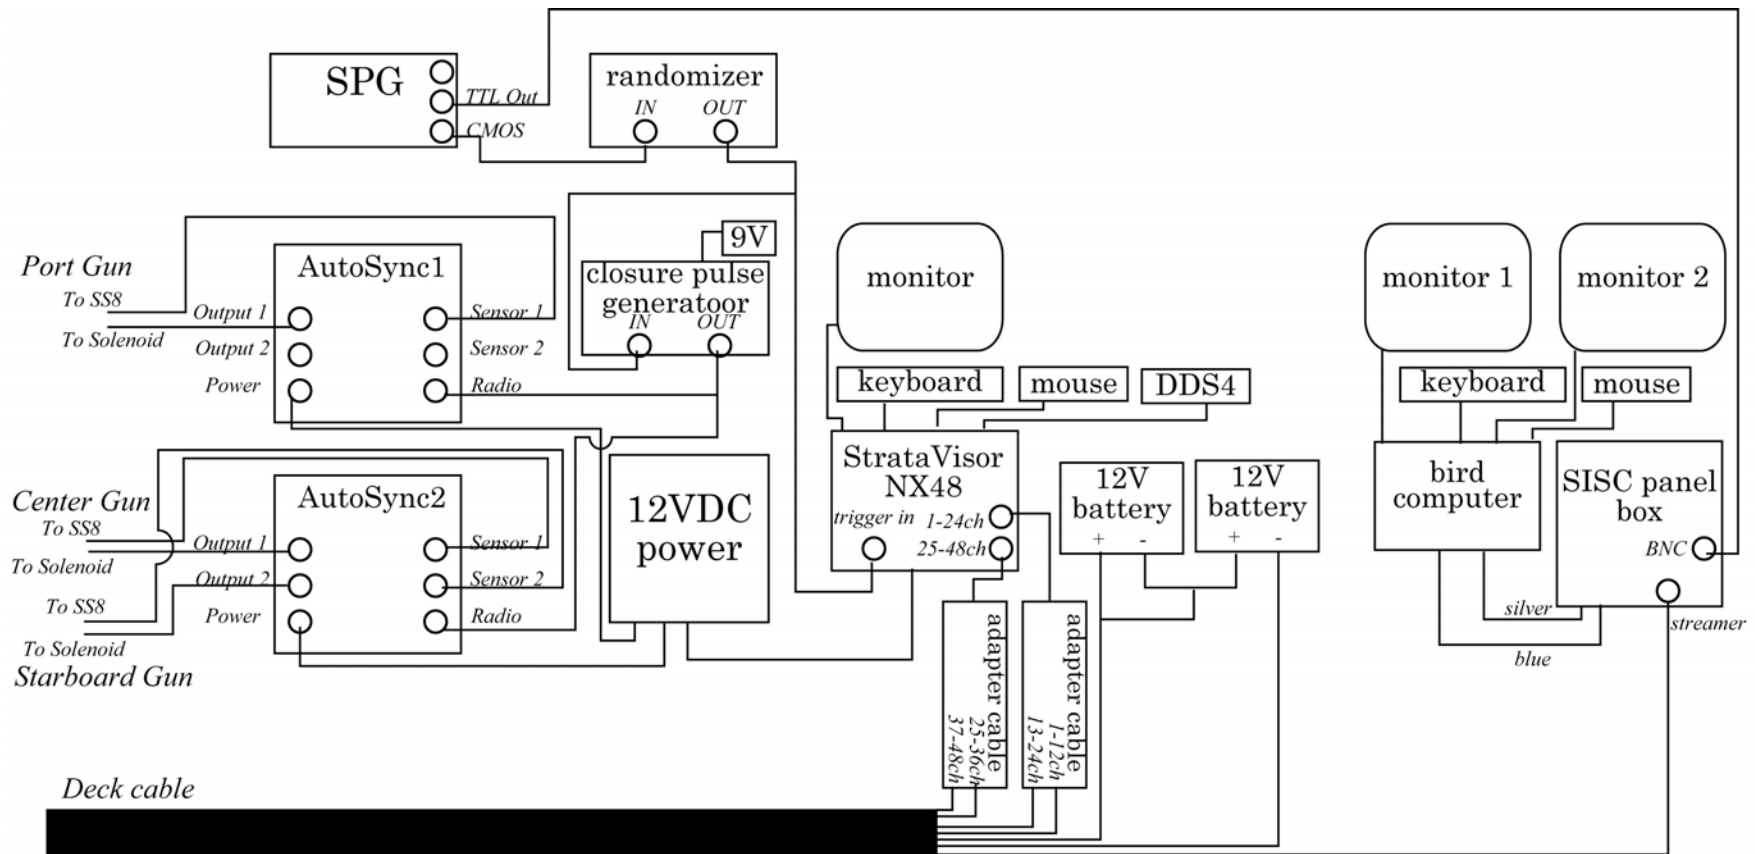 SPG
TTL Out
CMOS
randomizer
IN
OUT
Port Gun
To SS8
To Solenoid
AutoSync1
Output 1
Output 2
Power
Sensor 1
Sensor 2
Radio
9V
closure pulse
generatoor
IN
OUT
monitor
keyboard
mouse
DDS4
monitor 1
monitor 2
keyboard
mouse
Center Gun
To SS8
To Solenoid
To SS8
To Solenoid
Starboard Gun
AutoSync2
Output 1
Output 2
Power
Sensor 1
Sensor 2
Radio
12VDC
power
StrataVisor
NX48
trigger in
1-24ch
25-48ch
12V
battery
+ -
12V
battery
+ -
bird
computer
SISC panel
box
BNC
silver
streamer
blue
adapter cable
25-36ch
37-48ch
adapter cable
1-12ch
13-24ch
Deck cable